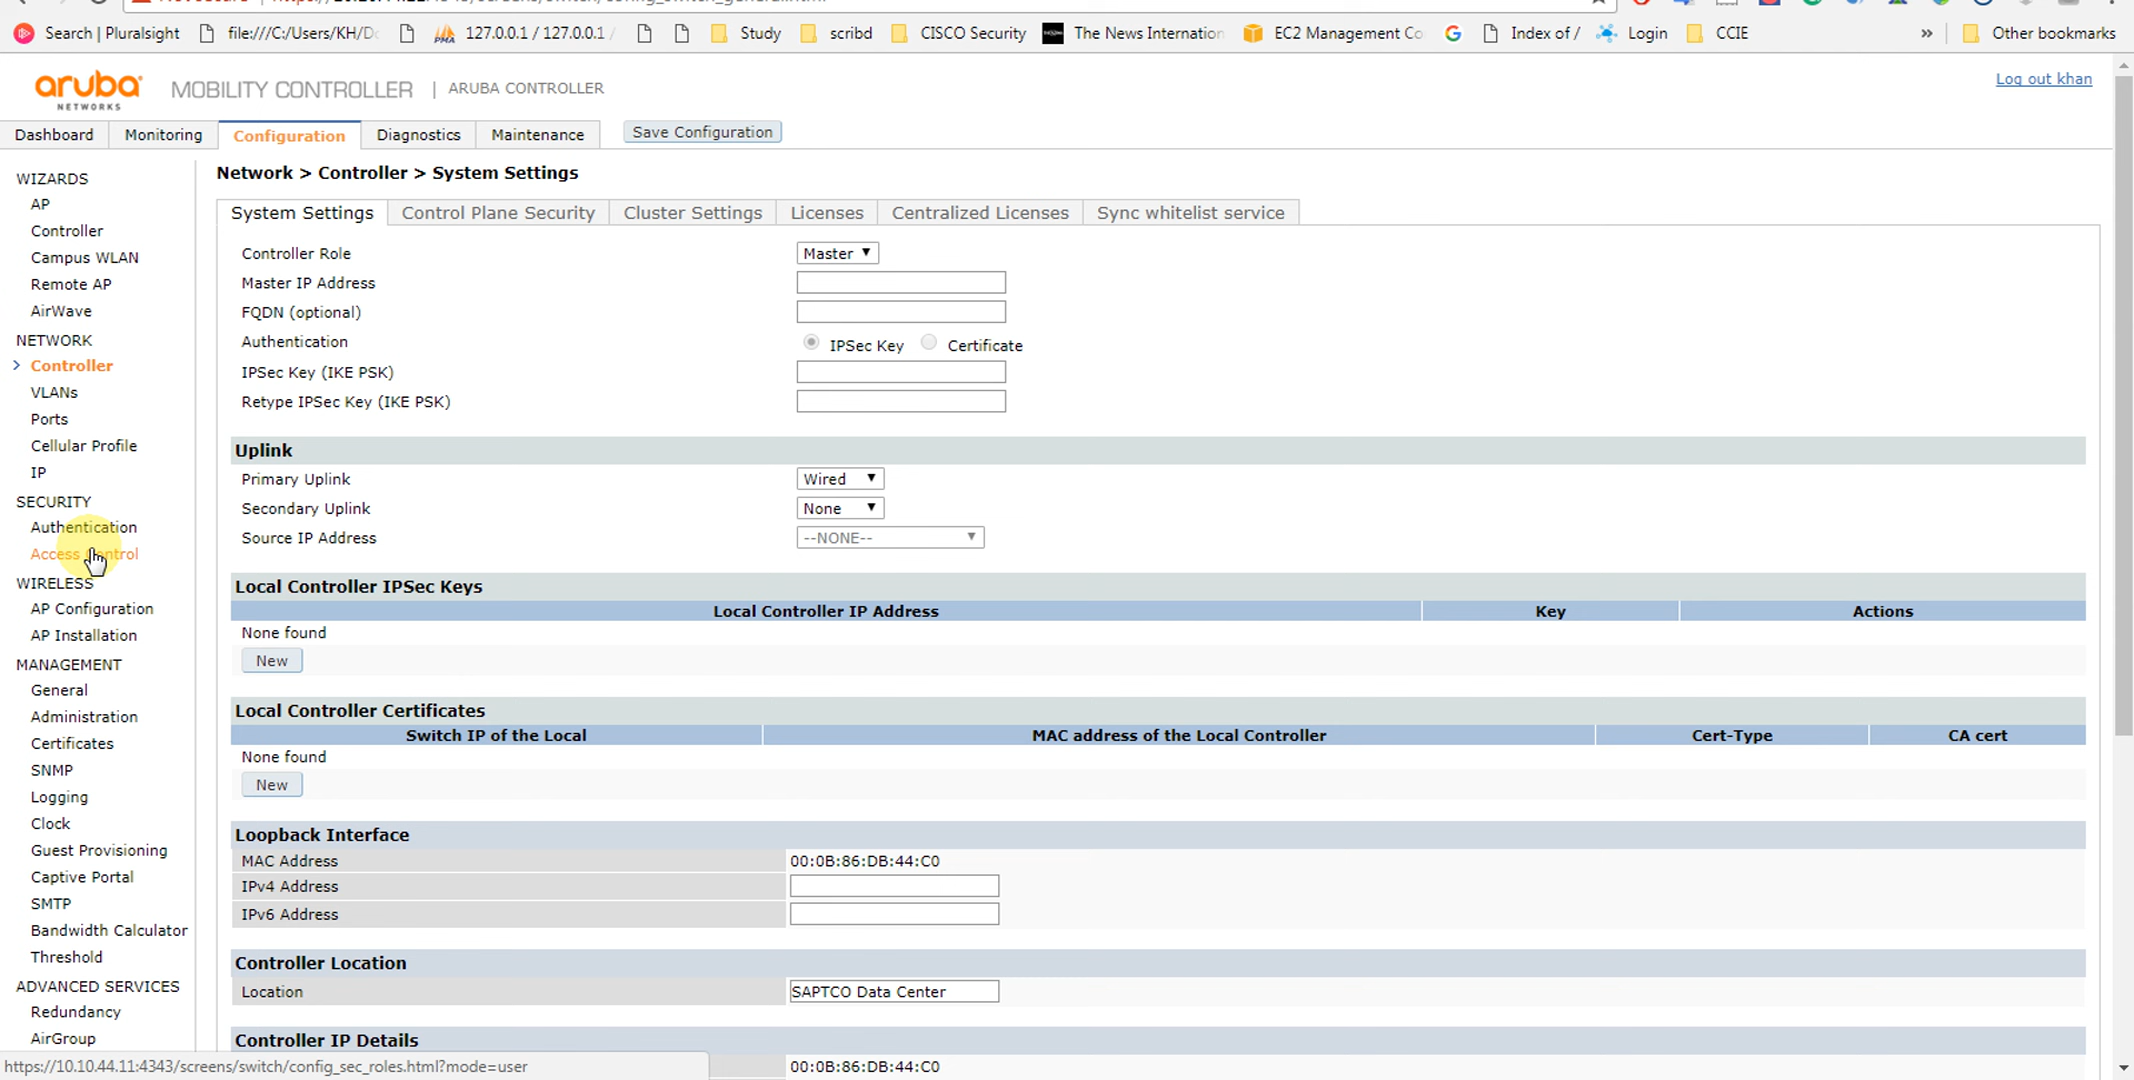 Search | Pluralsight file:///C:/Users/KH/D 127.0.0.1 / 127.0.0.1 / Study scribd CISCO Security The News Internation EC2 Management Co Index of / Login CCIE » Other bookmarks
aruba NETWORKS MOBILITY CONTROLLER | ARUBA CONTROLLER Log out khan
Dashboard Monitoring Configuration Diagnostics Maintenance Save Configuration
WIZARDS
AP
Controller
Campus WLAN
Remote AP
AirWave
NETWORK
> Controller
VLANs
Ports
Cellular Profile
IP
SECURITY
Authentication
Access Control
WIRELESS
AP Configuration
AP Installation
MANAGEMENT
General
Administration
Certificates
SNMP
Logging
Clock
Guest Provisioning
Captive Portal
SMTP
Bandwidth Calculator
Threshold
ADVANCED SERVICES
Redundancy
AirGroup
Network > Controller > System Settings
System Settings Control Plane Security Cluster Settings Licenses Centralized Licenses Sync whitelist service
Controller Role Master
Master IP Address
FQDN (optional)
Authentication IPSec Key Certificate
IPSec Key (IKE PSK)
Retype IPSec Key (IKE PSK)
Uplink
Primary Uplink Wired
Secondary Uplink None
Source IP Address --NONE--
Local Controller IPSec Keys
Local Controller IP Address Key Actions
None found
New
Local Controller Certificates
Switch IP of the Local MAC address of the Local Controller Cert-Type CA cert
None found
New
Loopback Interface
MAC Address 00:0B:86:DB:44:C0
IPv4 Address
IPv6 Address
Controller Location
Location SAPTCO Data Center
Controller IP Details
00:0B:86:DB:44:C0
https://10.10.44.11:4343/screens/switch/config_sec_roles.html?mode=user